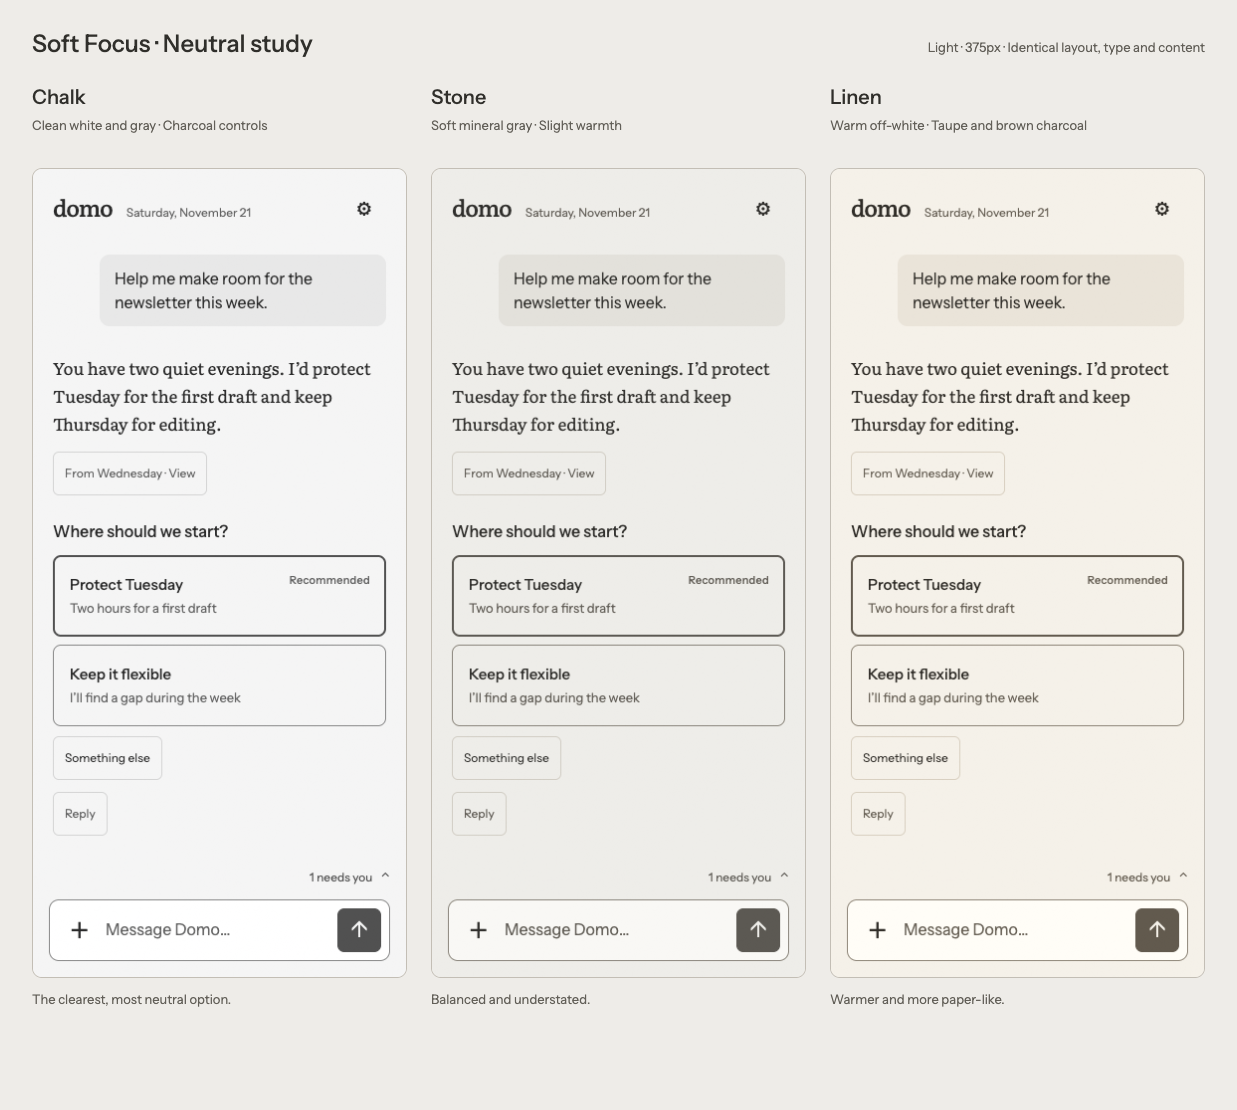 Soft Focus · Neutral study
Light · 375px · Identical layout, type and content
Chalk
Clean white and gray · Charcoal controls
domo
Saturday, November 21
Help me make room for the
newsletter this week.
You have two quiet evenings. I’d protect
Tuesday for the first draft and keep
Thursday for editing.
From Wednesday · View
Where should we start?
Protect Tuesday
Recommended
Two hours for a first draft
Keep it flexible
I’ll find a gap during the week
Something else
Reply
1 needs you
Message Domo…
The clearest, most neutral option.
Stone
Soft mineral gray · Slight warmth
domo
Saturday, November 21
Help me make room for the
newsletter this week.
You have two quiet evenings. I’d protect
Tuesday for the first draft and keep
Thursday for editing.
From Wednesday · View
Where should we start?
Protect Tuesday
Recommended
Two hours for a first draft
Keep it flexible
I’ll find a gap during the week
Something else
Reply
1 needs you
Message Domo…
Balanced and understated.
Linen
Warm off-white · Taupe and brown charcoal
domo
Saturday, November 21
Help me make room for the
newsletter this week.
You have two quiet evenings. I’d protect
Tuesday for the first draft and keep
Thursday for editing.
From Wednesday · View
Where should we start?
Protect Tuesday
Recommended
Two hours for a first draft
Keep it flexible
I’ll find a gap during the week
Something else
Reply
1 needs you
Message Domo…
Warmer and more paper-like.